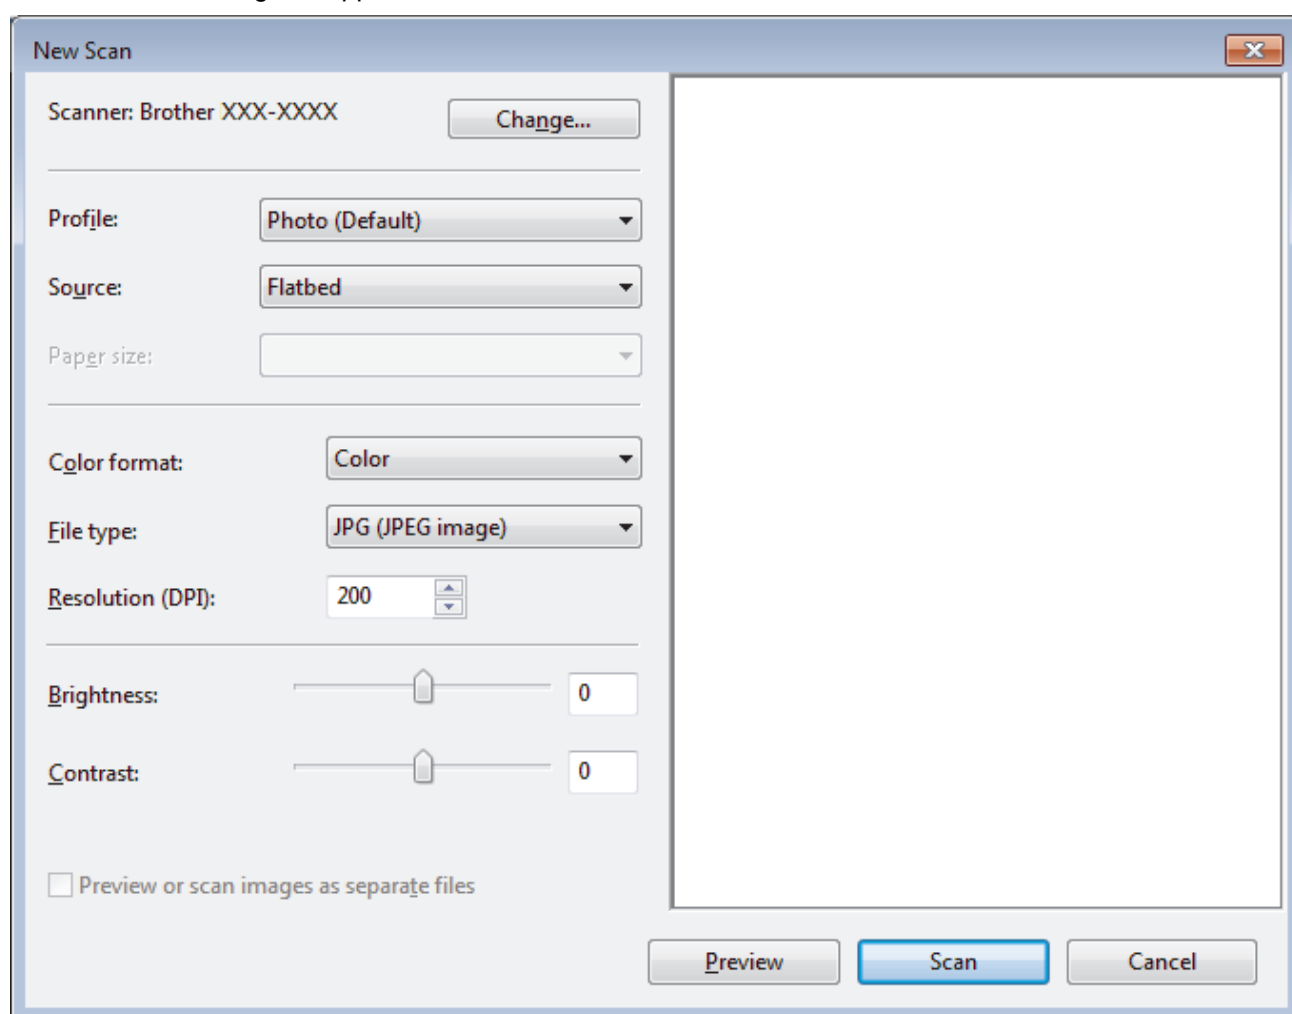 New Scan
Scanner: Brother XXX-XXXX
Change...
Profile:
Photo (Default)
Source:
Flatbed
Paper size:
Color format:
Color
File type:
JPG (JPEG image)
Resolution (DPI):
200
Brightness:
0
Contrast:
0
Preview or scan images as separate files
Preview
Scan
Cancel